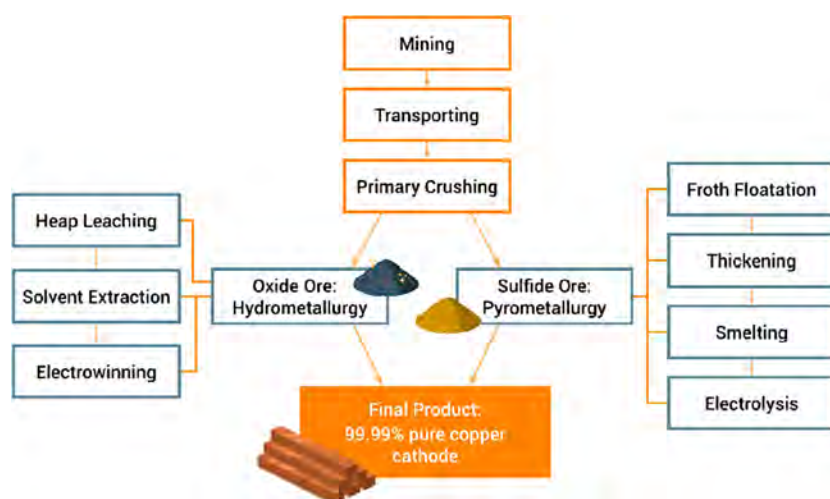 Mining
Transporting
Primary Crushing
Heap Leaching
Solvent Extraction
Electrowinning
Oxide Ore:
Hydrometallurgy
Sulfide Ore:
Pyrometallurgy
Froth Floatation
Thickening
Smelting
Electrolysis
Final Product:
99.99% pure copper
cathode